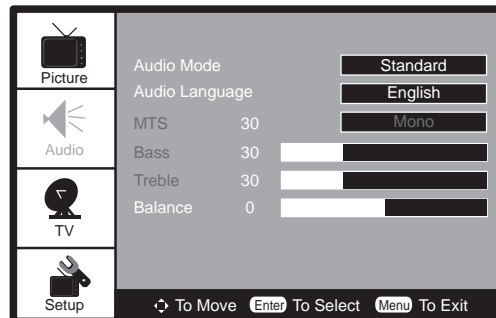 Picture
Audio
TV
Setup
Audio Mode Standard
Audio Language English
MTS 30 Mono
Bass 30
Treble 30
Balance 0
To Move Enter To Select Menu To Exit